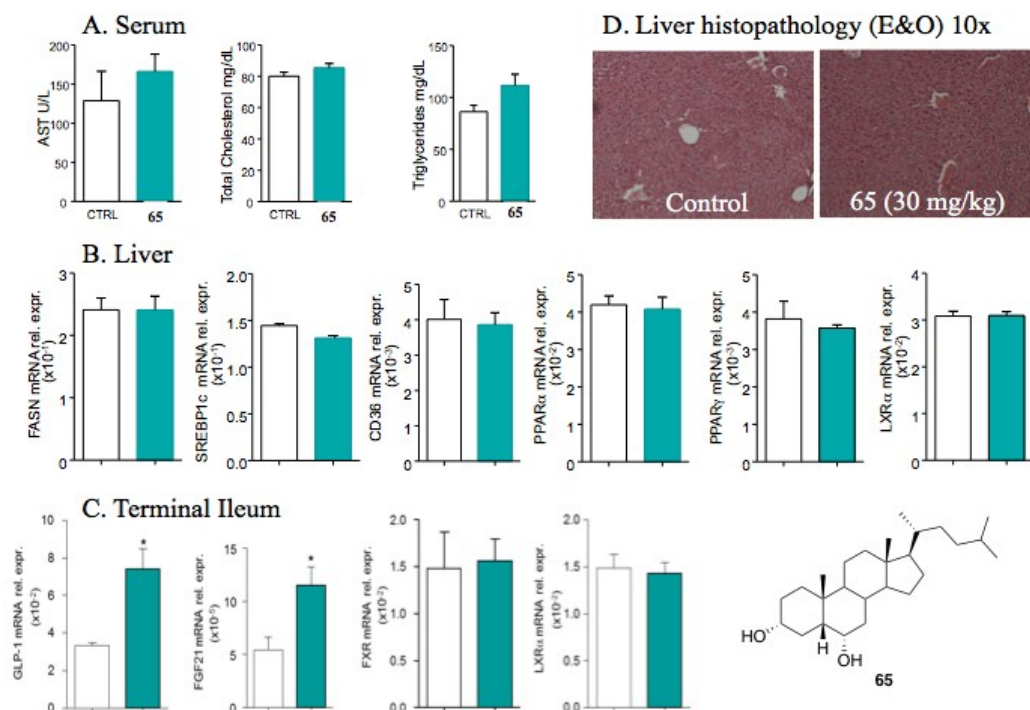 A. Serum
AST U/L
200
150
100
50
0
CTRL 65
Total Cholesterol mg/dL
100
80
60
40
20
0
CTRL 65
Triglycerides mg/dL
150
100
50
0
CTRL 65
D. Liver histopathology (E&O) 10x
Control
65 (30 mg/kg)
B. Liver
FASN mRNA rel. expr.
(x10-1)
3
2
1
0
SREBP1c mRNA rel. expr.
(x10-1)
2.0
1.5
1.0
0.5
0.0
CD36 mRNA rel. expr.
(x10-3)
5
4
3
2
1
0
PPARα mRNA rel. expr.
(x10-2)
5
4
3
2
1
0
PPARγ mRNA rel. expr.
(x10-3)
5
4
3
2
1
0
LXRα mRNA rel. expr.
(x10-2)
4
3
2
1
0
C. Terminal Ileum
GLP-1 mRNA rel. expr.
(x10-2)
10
8
6
4
2
0
*
FGF21 mRNA rel. expr.
(x10-5)
15
10
5
0
*
FXR mRNA rel. expr.
(x10-2)
2.0
1.5
1.0
0.5
0.0
LXRα mRNA rel. expr.
(x10-2)
2.0
1.5
1.0
0.5
0.0
HO
H
OH
65